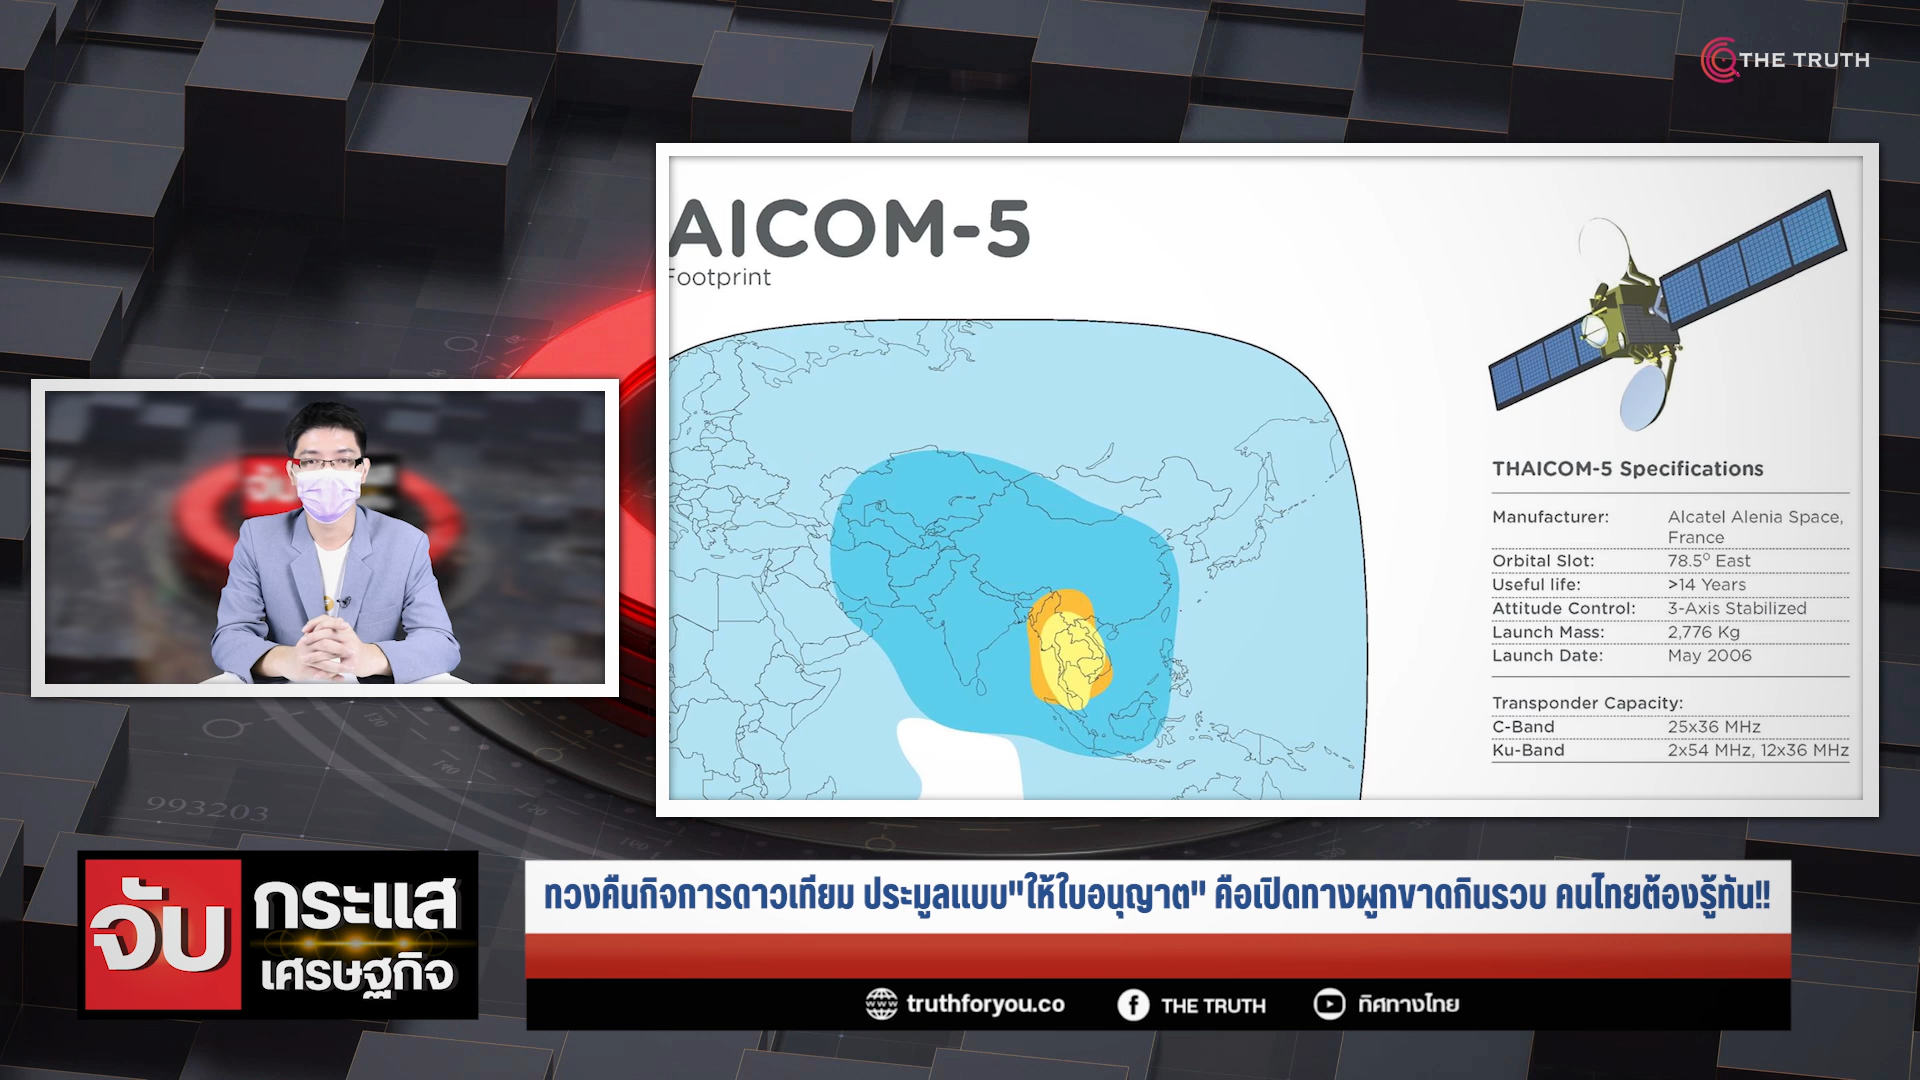 THE TRUTH
AICOM-5
Footprint
THAICOM-5 Specifications
Manufacturer: Alcatel Alenia Space, France
Orbital Slot: 78.5° East
Useful life: >14 Years
Attitude Control: 3-Axis Stabilized
Launch Mass: 2,776 Kg
Launch Date: May 2006
Transponder Capacity:
C-Band 25x36 MHz
Ku-Band 2x54 MHz, 12x36 MHz
993203
จับ
กระแส
เศรษฐกิจ
ทวงคืนกิจการดาวเทียม ประมูลแบบ"ให้ใบอนุญาต" คือเปิดทางผูกขาดกินรวบ คนไทยต้องรู้ทัน!!
truthforyou.co THE TRUTH ทิศทางไทย